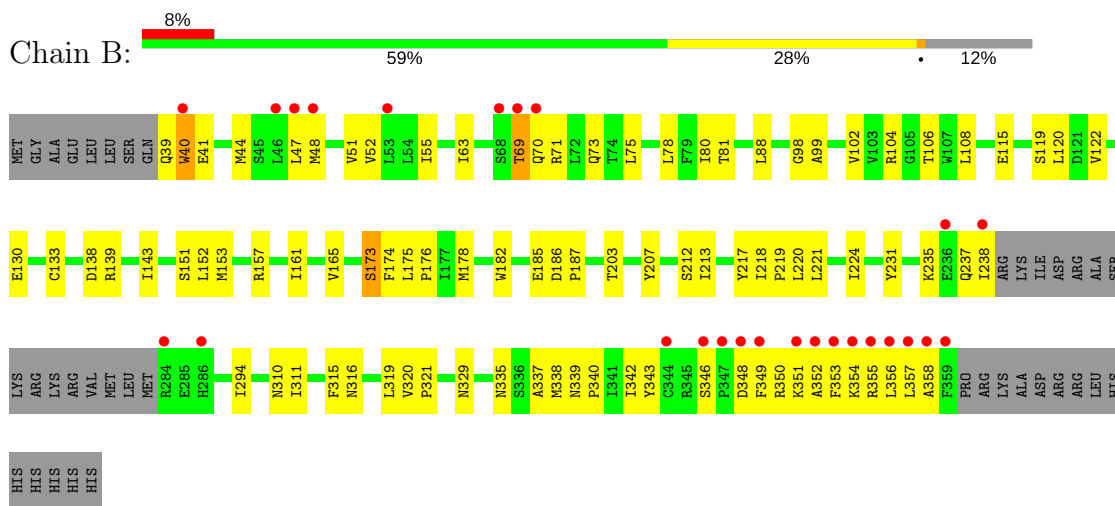 8%
Chain B:
59% 28% • 12%
MET GLY ALA GLU LEU LEU SER GLN Q39 W40 E41 M44 S45 L46 L47 M48 V51 V52 L53 L54 I55 I63 S68 T69 Q70 R71 L72 Q73 T74 L75 L78 F79 I80 T81 L88 G98 A99 V102 V103 R104 G105 T106 W107 L108 E115 S119 L120 D121 V122
E130 C133 D138 R139 I143 S151 L152 M153 R157 I161 V165 S173 F174 L175 P176 I177 M178 W182 E185 D186 P187 T203 Y207 S212 I213 Y217 I218 P219 L220 L221 I224 Y231 K235 E236 Q237 I238 ARG LYS ILE ASP ARG ALA SER
LYS ARG LYS ARG VAL MET LEU MET R284 E285 H286 I294 N310 I311 F315 N316 L319 V320 P321 N329 N335 S336 A337 M338 N339 P340 I341 I342 Y343 C344 R345 S346 P347 D348 F349 R350 K351 A352 F353 K354 R355 L356 L357 A358 F359 PRO ARG LYS ALA ASP ARG ARG LEU HIS
HIS HIS HIS HIS HIS